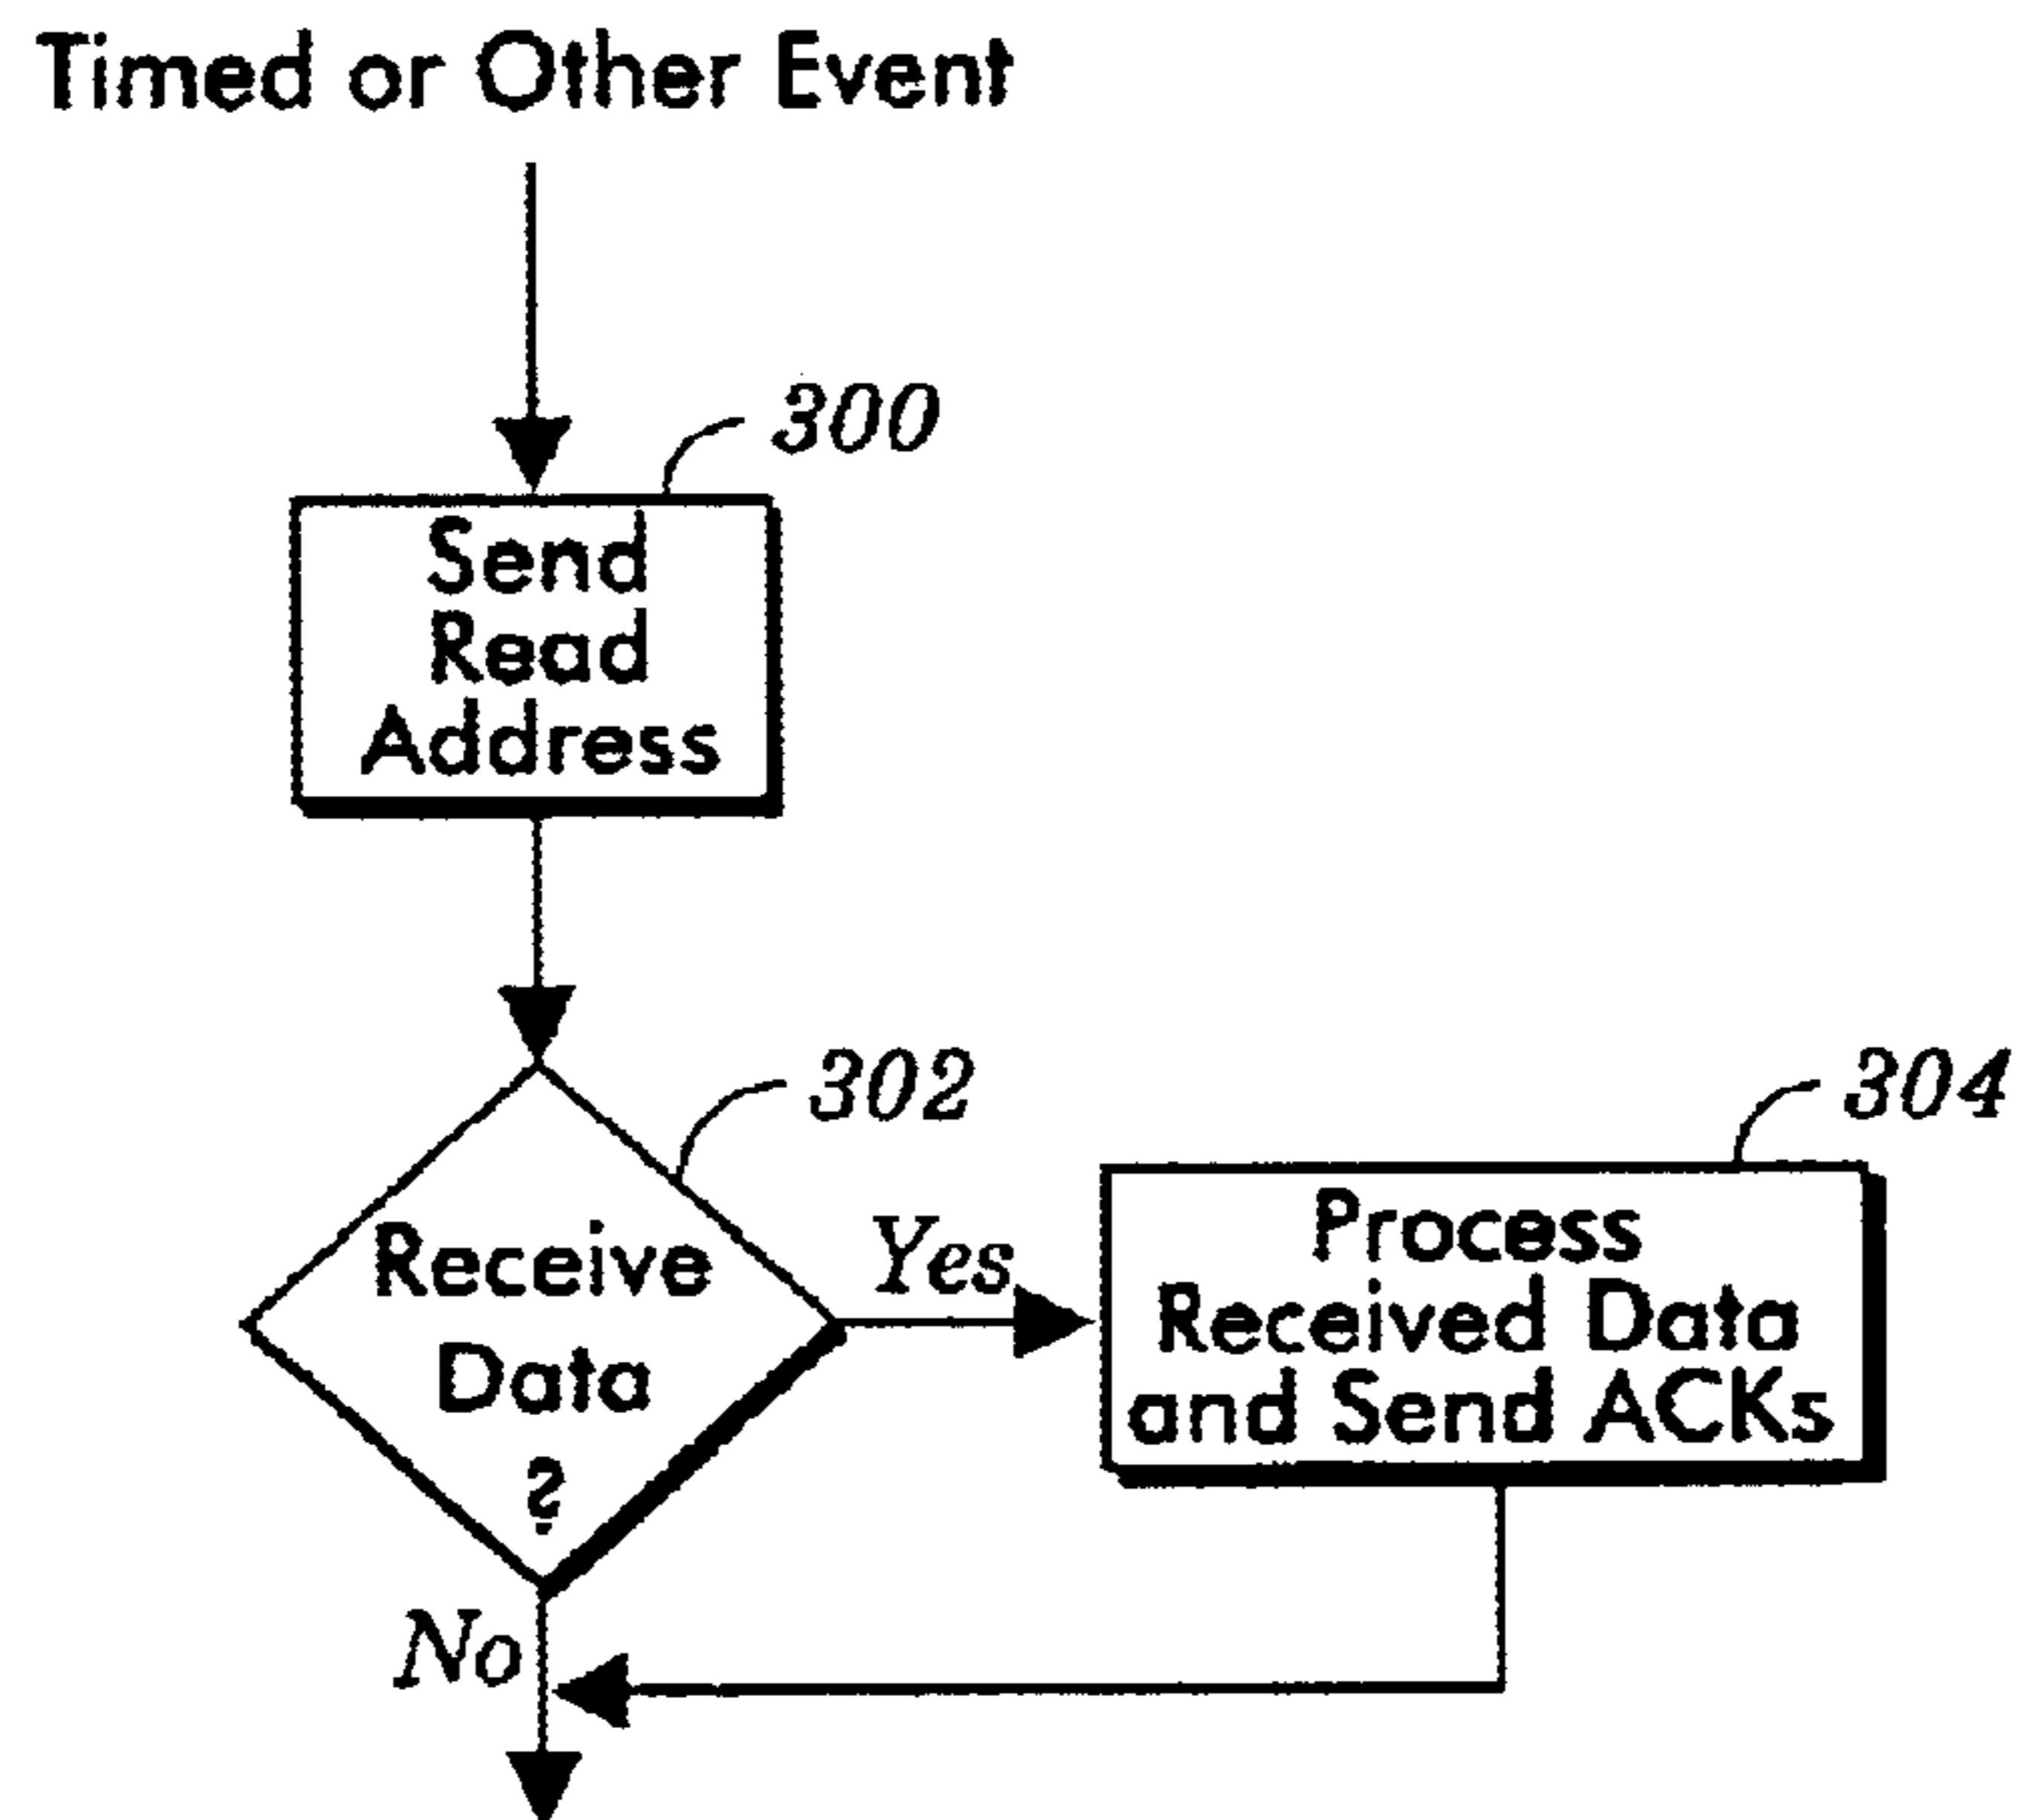 Timed or Other Event
300
Send
Read
Address
302
304
Receive
Data
?
Yes
Process
Received Data
and Send ACKs
No